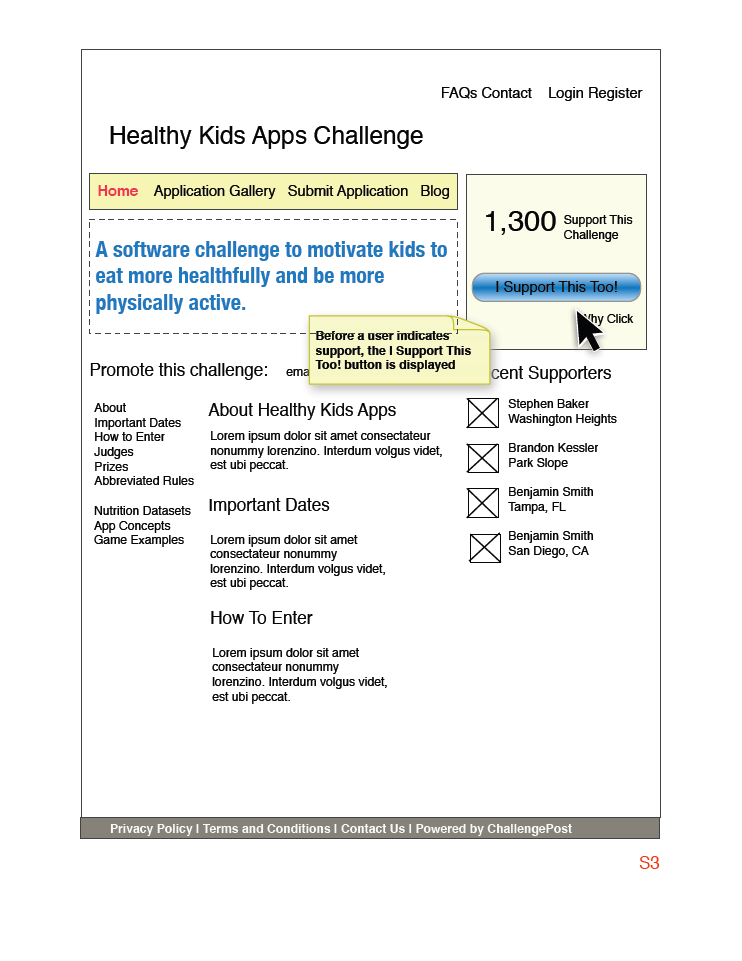 FAQs Contact Login Register
Healthy Kids Apps Challenge
Home Application Gallery Submit Application Blog
1,300 Support This
Challenge
A software challenge to motivate kids to
eat more healthfully and be more
physically active.
I Support This Too!
Click
Before a user indicates
support, the I Support This
Too! button is displayed
Promote this challenge:
Supporters
About
Important Dates
How to Enter
Judges
Prizes
Abbreviated Rules
Nutrition Datasets
App Concepts
Game Examples
About Healthy Kids Apps
Lorem ipsum dolor sit amet consectateur
nonummy lorenzino. Interdum volgus videt,
est ubi peccat.
Important Dates
Lorem ipsum dolor sit amet
consectateur nonummy
lorenzino. Interdum volgus videt,
est ubi peccat.
How To Enter
Lorem ipsum dolor sit amet
consectateur nonummy
lorenzino. Interdum volgus videt,
est ubi peccat.
Stephen Baker
Washington Heights
Brandon Kessler
Park Slope
Benjamin Smith
Tampa, FL
Benjamin Smith
San Diego, CA
Privacy Policy | Terms and Conditions | Contact Us | Powered by ChallengePost
S3